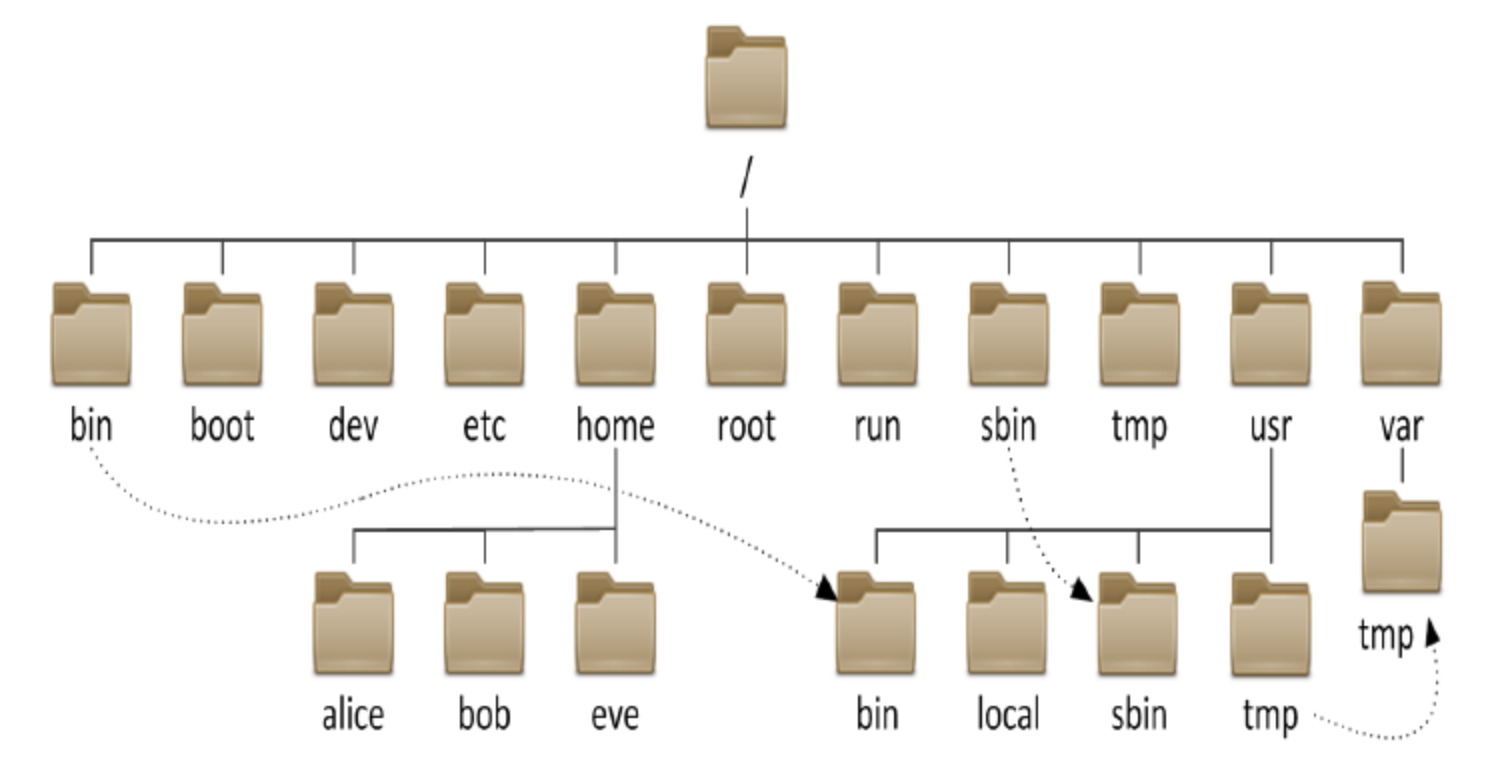 /
bin boot dev etc home root run sbin tmp usr var
tmp
alice bob eve bin local sbin tmp